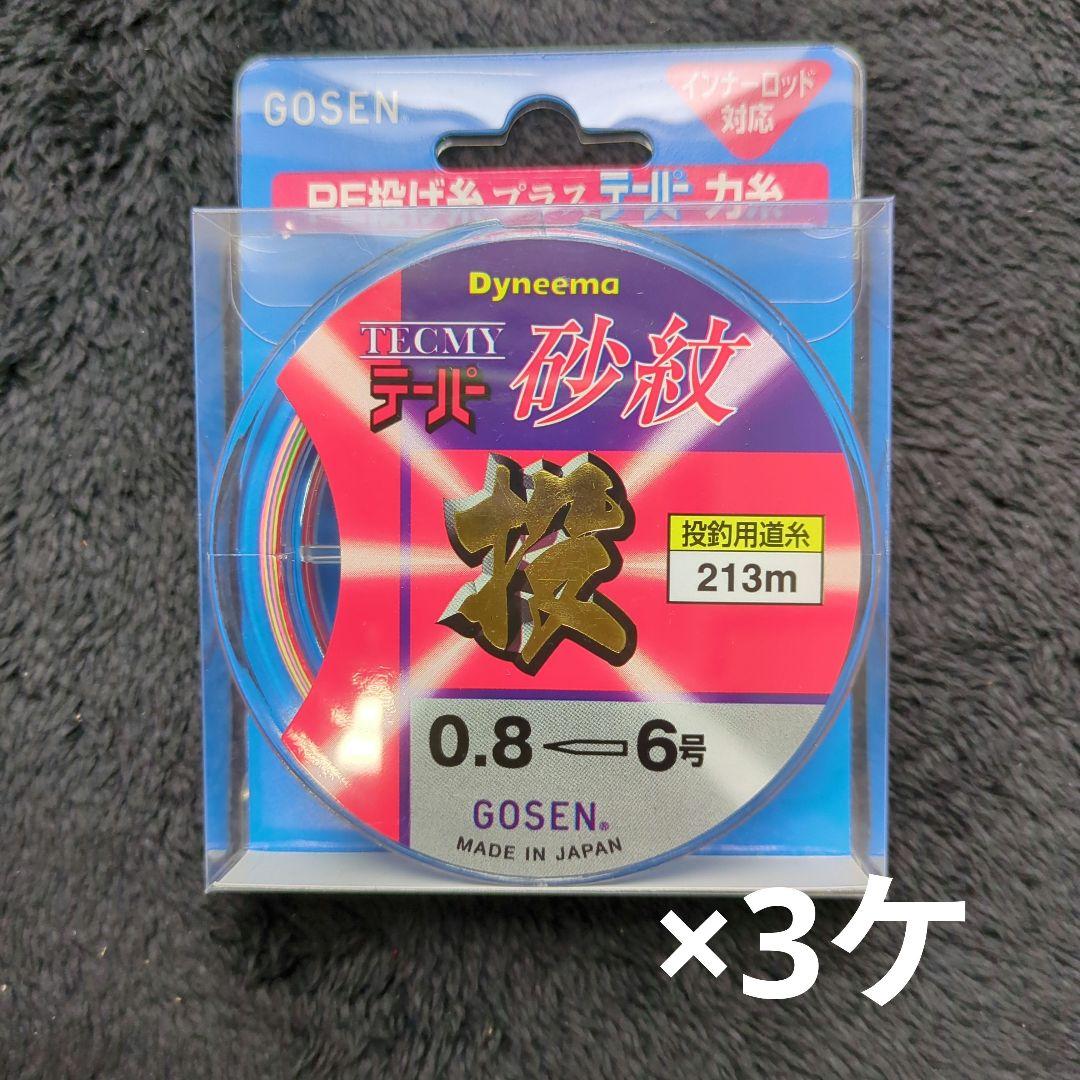 GOSEN®
インナーロッド
対応
PE投げ糸プラステーパー力糸
Dyneema
TECMY
テーパー 砂紋
投
投釣用道糸
213m
0.8 6号
GOSEN®
MADE IN JAPAN
×3ケ